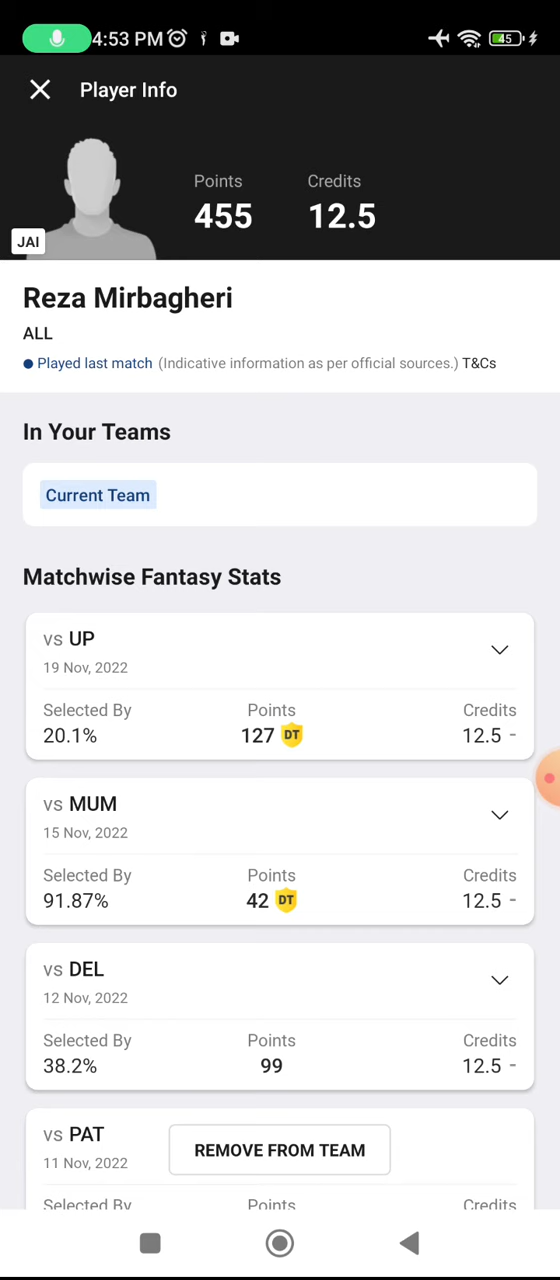 4:53 PM
45
Player Info
Points
Credits
455
12.5
JAI
Reza Mirbagheri
ALL
Played last match (Indicative information as per official sources.) T&Cs
In Your Teams
Current Team
Matchwise Fantasy Stats
vs UP
19 Nov, 2022
Selected By
Points
Credits
20.1%
127 DT
12.5 -
vs MUM
15 Nov, 2022
Selected By
Points
Credits
91.87%
42 DT
12.5 -
vs DEL
12 Nov, 2022
Selected By
Points
Credits
38.2%
99
12.5 -
vs PAT
11 Nov, 2022
REMOVE FROM TEAM
Selected By
Points
Credits